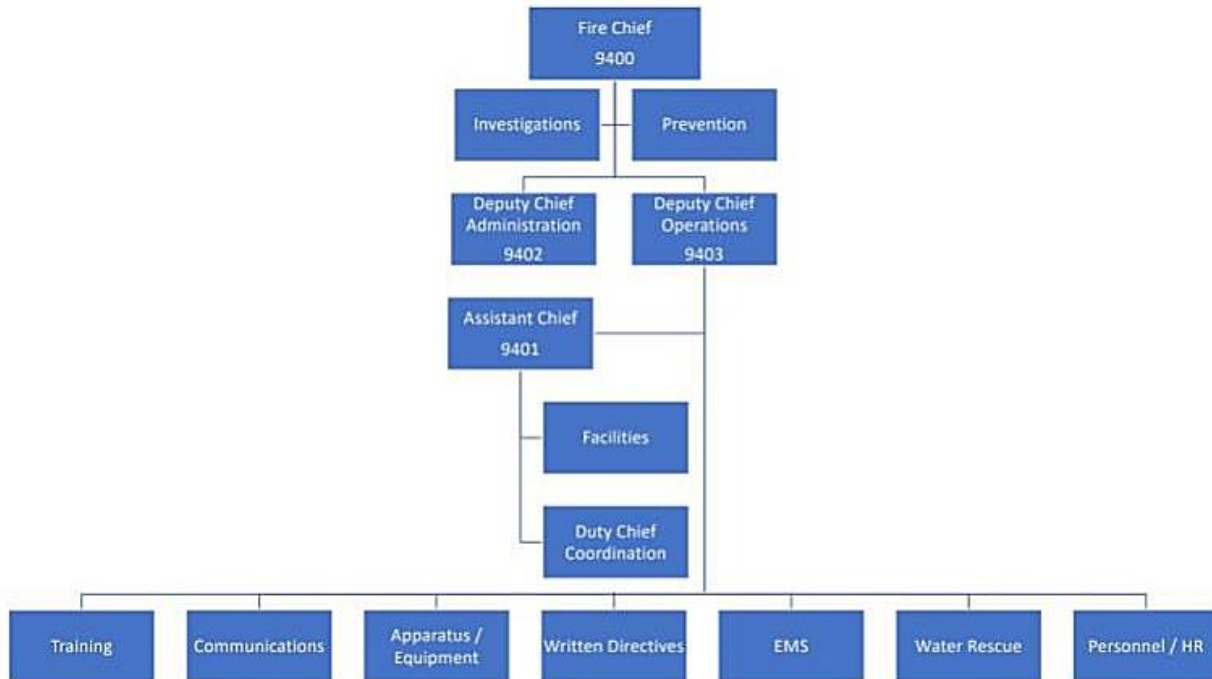 Fire Chief
9400
Investigations
Prevention
Deputy Chief
Administration
9402
Deputy Chief
Operations
9403
Assistant Chief
9401
Facilities
Duty Chief
Coordination
Training
Communications
Apparatus /
Equipment
Written Directives
EMS
Water Rescue
Personnel / HR